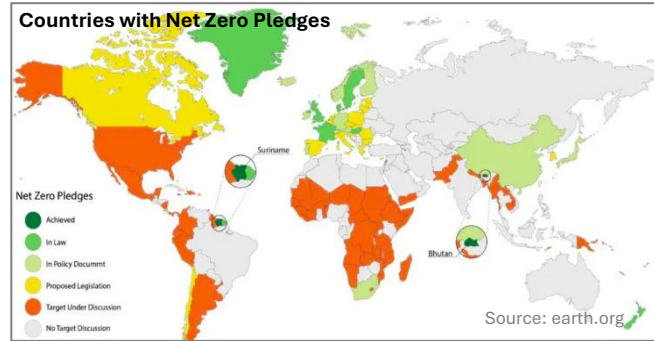 Countries with Net Zero Pledges
Suriname
Net Zero Pledges
Achieved
In Law
In Policy Docummt
Proposed Legislation
Target Under Discussion
No Target Discussion
Bhutan
Source: earth.org